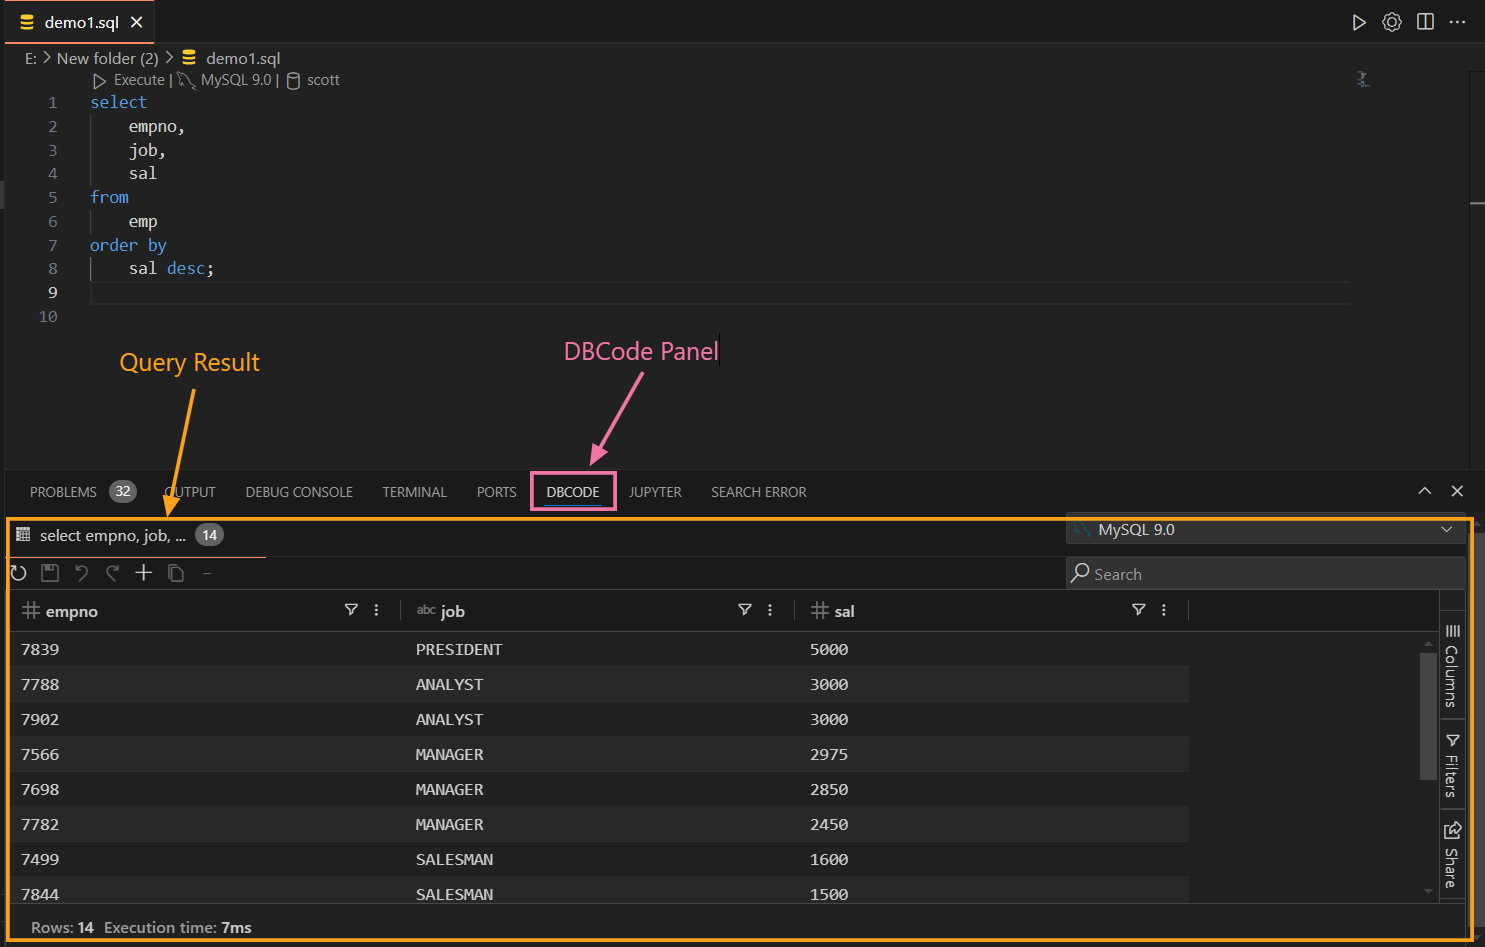 demo1.sql
E: > New folder (2) > demo1.sql
Execute | MySQL 9.0 | scott
1 select
2 empno,
3 job,
4 sal
5 from
6 emp
7 order by
8 sal desc;
9
10
Query Result
DBCode Panel
PROBLEMS 32 OUTPUT DEBUG CONSOLE TERMINAL PORTS DBCODE JUPYTER SEARCH ERROR
select empno, job, ... 14 MySQL 9.0
Search
empno abc job sal
7839 PRESIDENT 5000
7788 ANALYST 3000
7902 ANALYST 3000
7566 MANAGER 2975
7698 MANAGER 2850
7782 MANAGER 2450
7499 SALESMAN 1600
7844 SALESMAN 1500
Columns
Filters
Share
Rows: 14 Execution time: 7ms